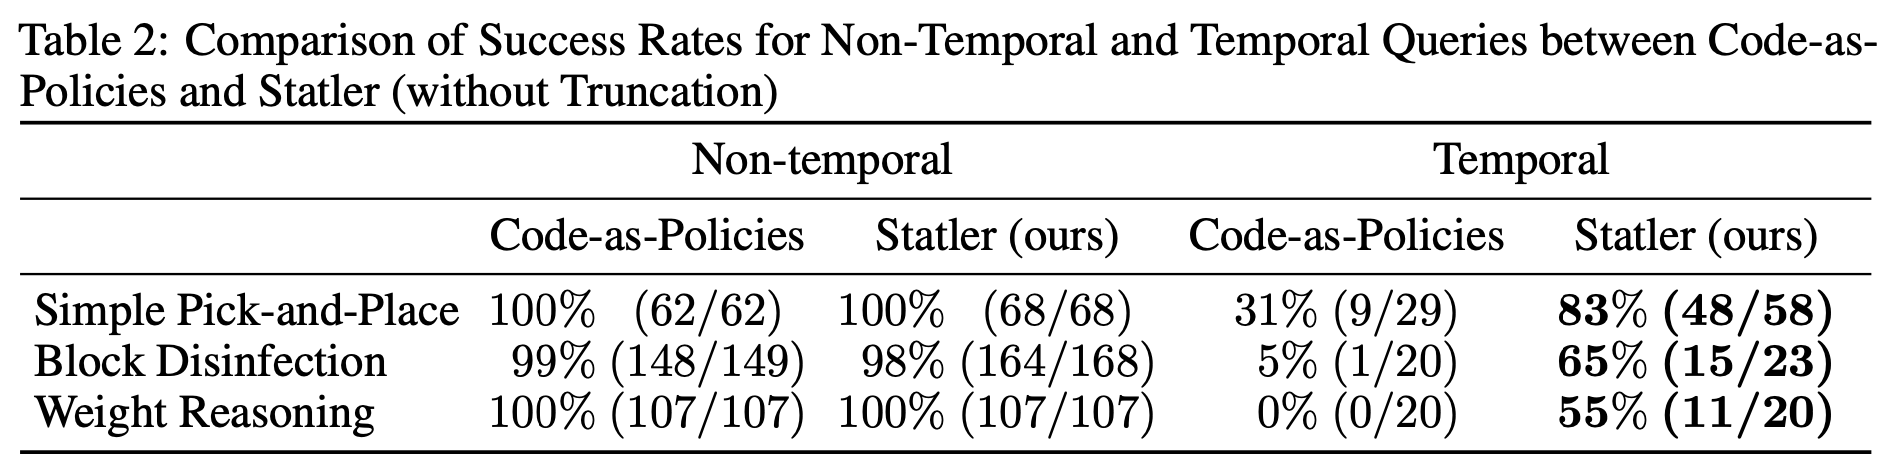 Table 2: Comparison of Success Rates for Non-Temporal and Temporal Queries between Code-as-
Policies and Statler (without Truncation)
Non-temporal Temporal
Code-as-Policies Statler (ours) Code-as-Policies Statler (ours)
Simple Pick-and-Place 100% (62/62) 100% (68/68) 31% (9/29) 83% (48/58)
Block Disinfection 99% (148/149) 98% (164/168) 5% (1/20) 65% (15/23)
Weight Reasoning 100% (107/107) 100% (107/107) 0% (0/20) 55% (11/20)